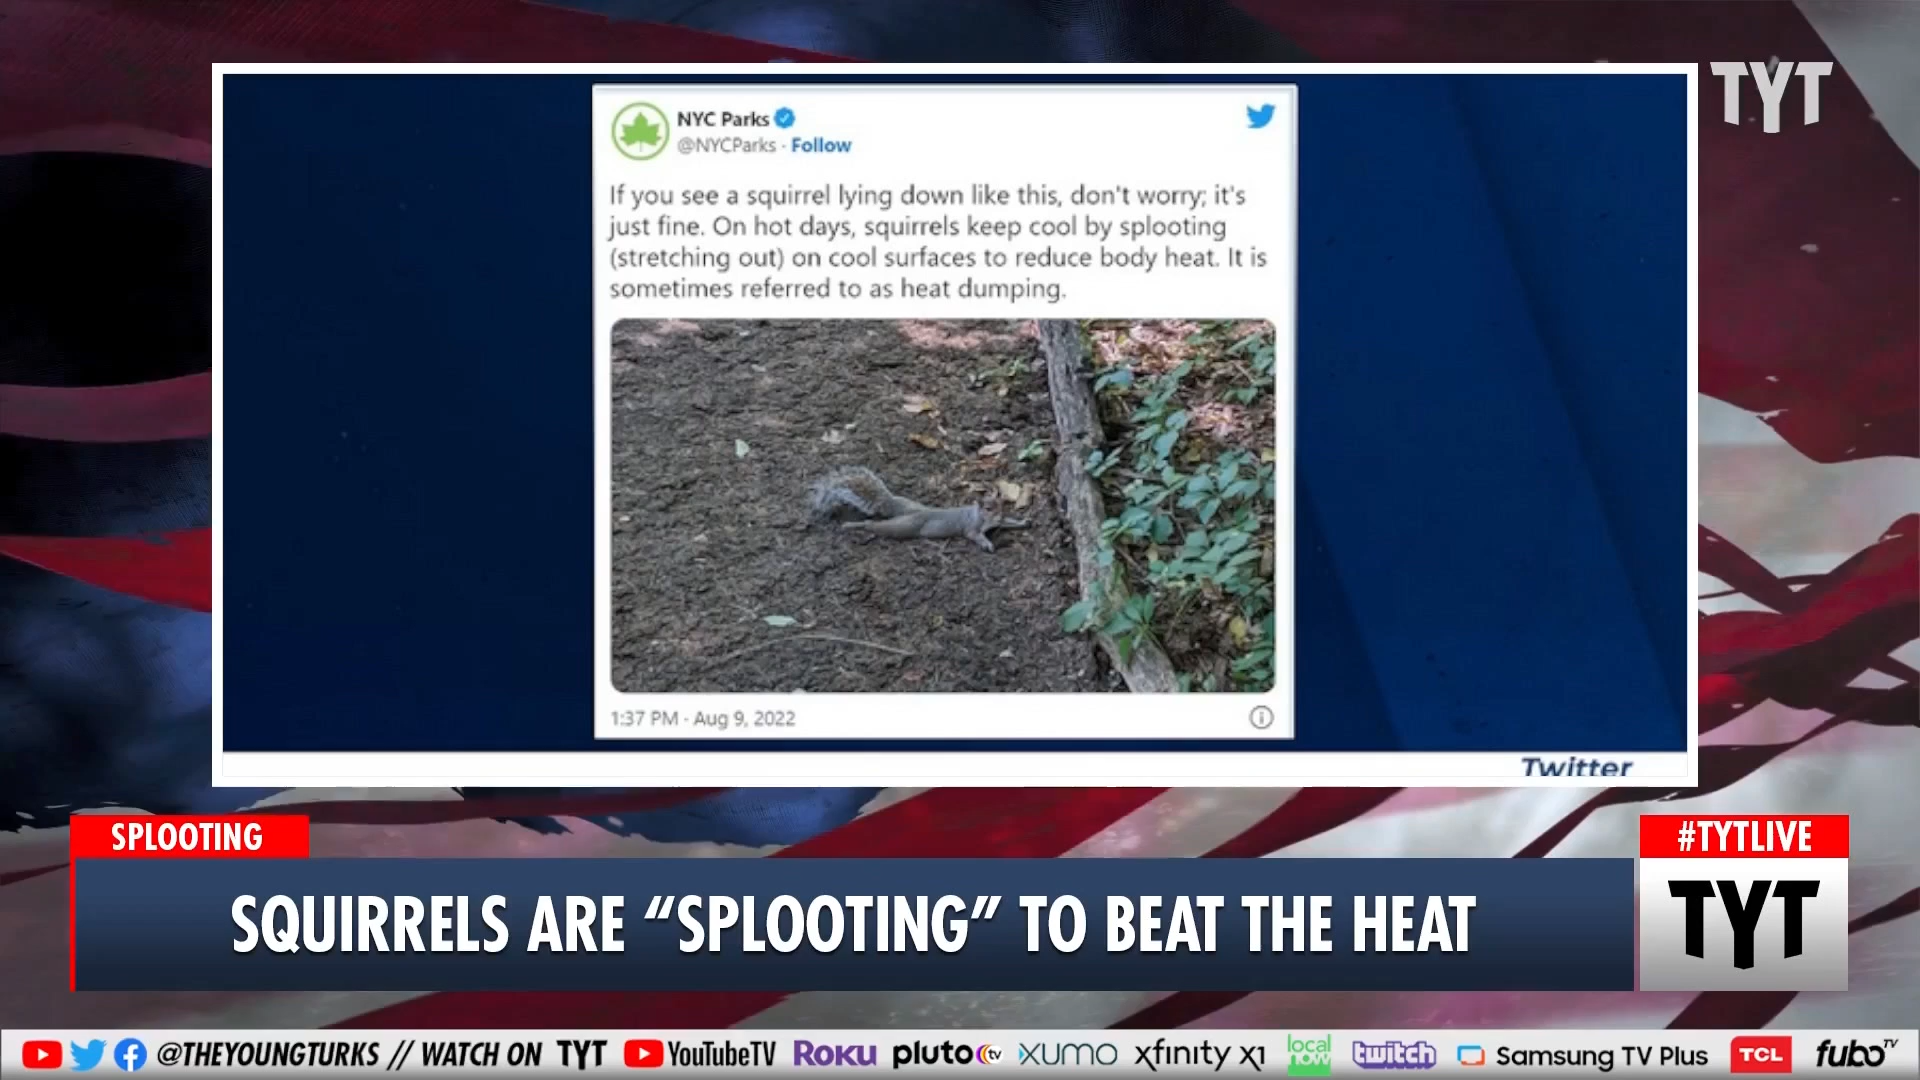 TYT
NYC Parks
@NYCParks · Follow
If you see a squirrel lying down like this, don't worry; it's
just fine. On hot days, squirrels keep cool by splooting
(stretching out) on cool surfaces to reduce body heat. It is
sometimes referred to as heat dumping.
1:37 PM · Aug 9, 2022
Twitter
SPLOOTING
#TYTLIVE
SQUIRRELS ARE “SPLOOTING” TO BEAT THE HEAT
TYT
@THEYOUNGTURKS // WATCH ON TYT YouTubeTV ROKU pluto tv XUMO xfinity X1 local now twitch Samsung TV Plus TCL fubo TV